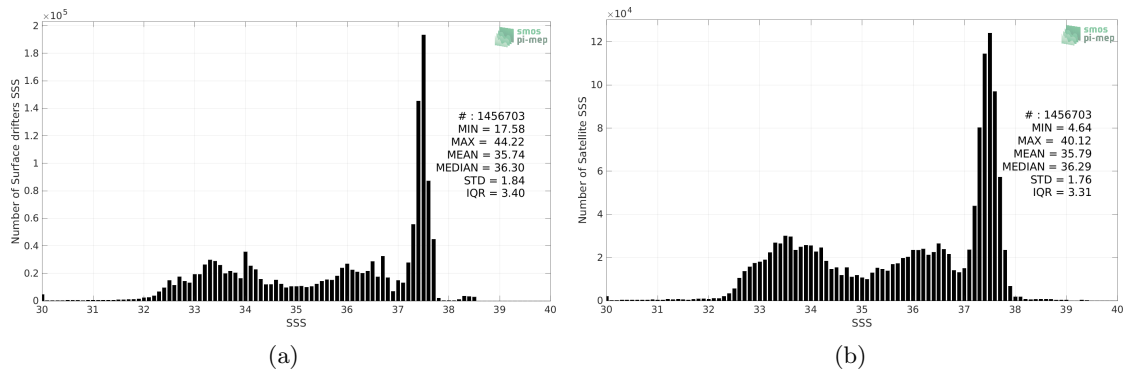 ×10⁵
smos
pi-mep
2
1.8
1.6
1.4
1.2
1
0.8
0.6
0.4
0.2
0
Number of Surface drifters SSS
# : 1456703
MIN = 17.58
MAX = 44.22
MEAN = 35.74
MEDIAN = 36.30
STD = 1.84
IQR = 3.40
30 31 32 33 34 35 36 37 38 39 40
SSS
(a)
×10⁴
smos
pi-mep
12
10
8
6
4
2
0
Number of Satellite SSS
# : 1456703
MIN = 4.64
MAX = 40.12
MEAN = 35.79
MEDIAN = 36.29
STD = 1.76
IQR = 3.31
30 31 32 33 34 35 36 37 38 39 40
SSS
(b)